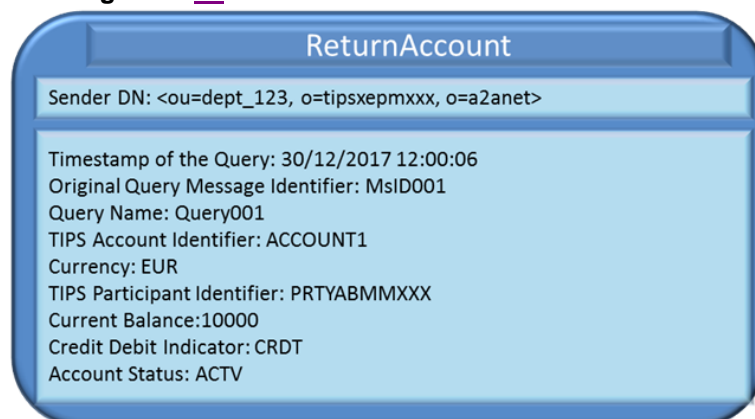 ReturnAccount
Sender DN: <ou=dept_123, o=tipsxepmxxx, o=a2anet>
Timestamp of the Query: 30/12/2017 12:00:06
Original Query Message Identifier: MsID001
Query Name: Query001
TIPS Account Identifier: ACCOUNT1
Currency: EUR
TIPS Participant Identifier: PRTYABMMXXX
Current Balance:10000
Credit Debit Indicator: CRDT
Account Status: ACTV